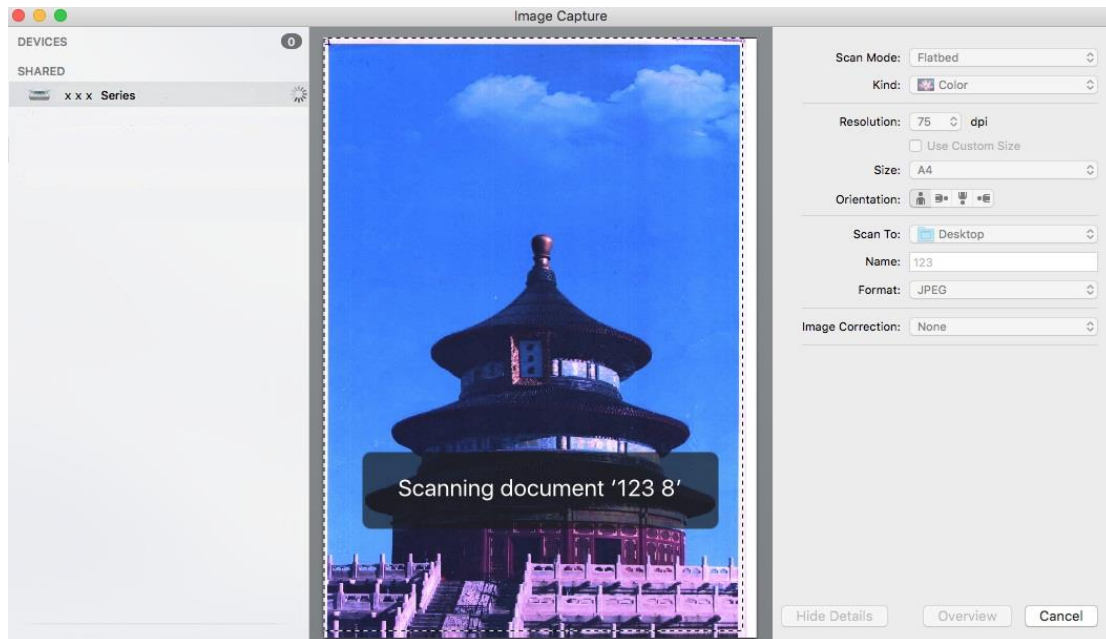 Image Capture
DEVICES 0
SHARED
x x x Series
Scanning document '123 8'
Scan Mode: Flatbed
Kind: Color
Resolution: 75 dpi
Use Custom Size
Size: A4
Orientation:
Scan To: Desktop
Name: 123
Format: JPEG
Image Correction: None
Hide Details Overview Cancel